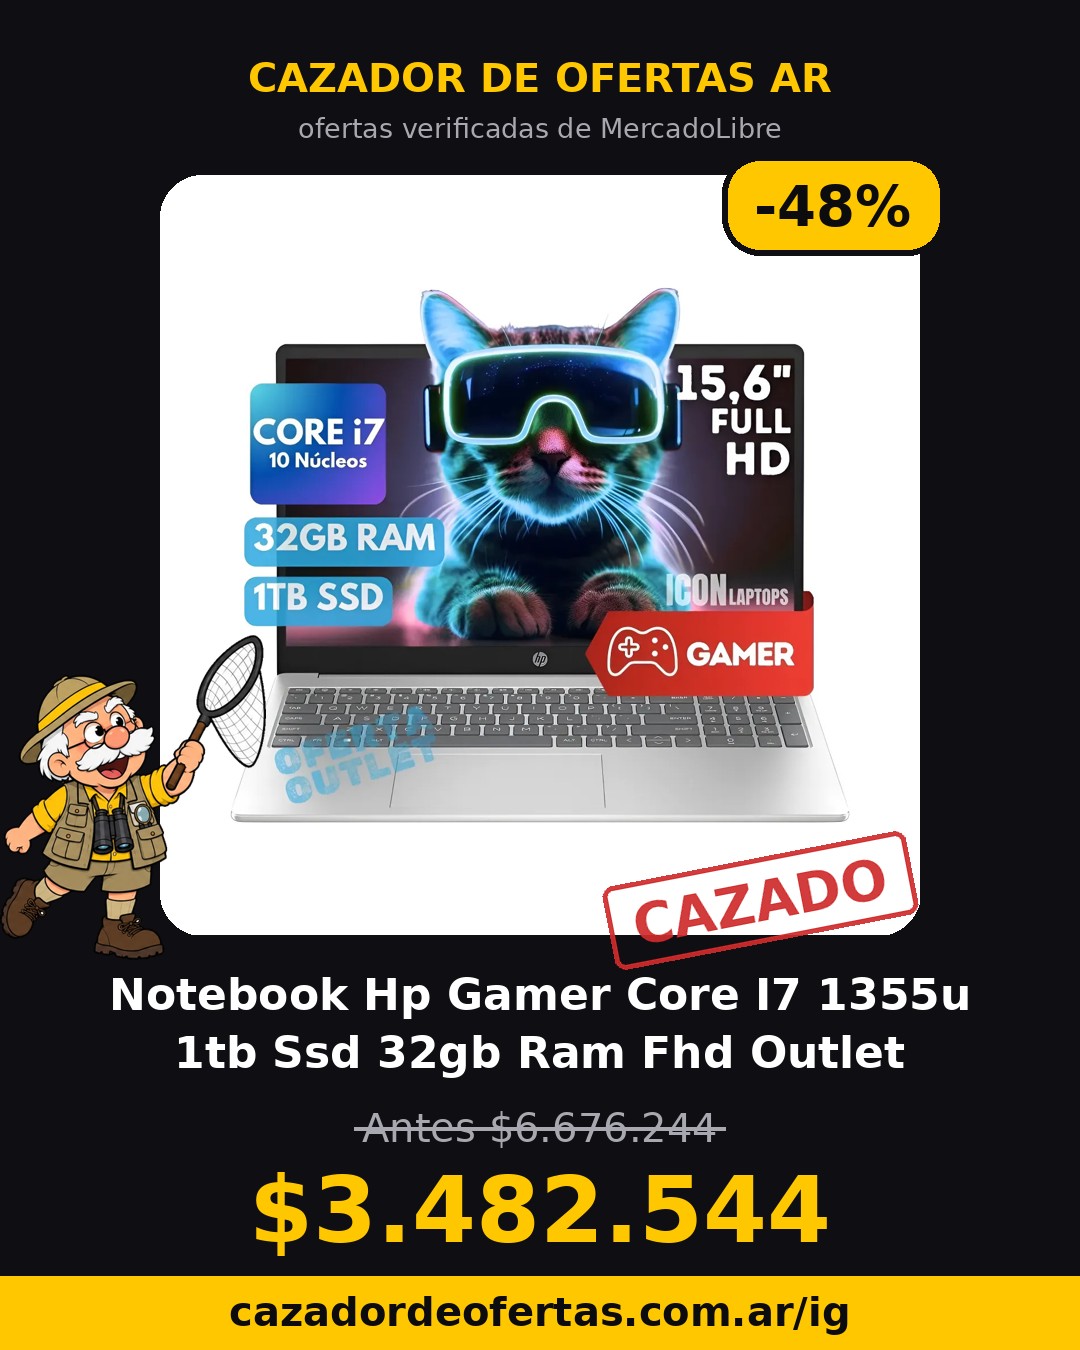 CAZADOR DE OFERTAS AR
ofertas verificadas de MercadoLibre
-48%
15,6"
FULL
HD
CORE i7
10 Núcleos
32GB RAM
1TB SSD
ICON LAPTOPS
GAMER
hp
OFERTA
OUTLET
CAZADO
Notebook Hp Gamer Core I7 1355u
1tb Ssd 32gb Ram Fhd Outlet
Antes $6.676.244
$3.482.544
cazadordeofertas.com.ar/ig